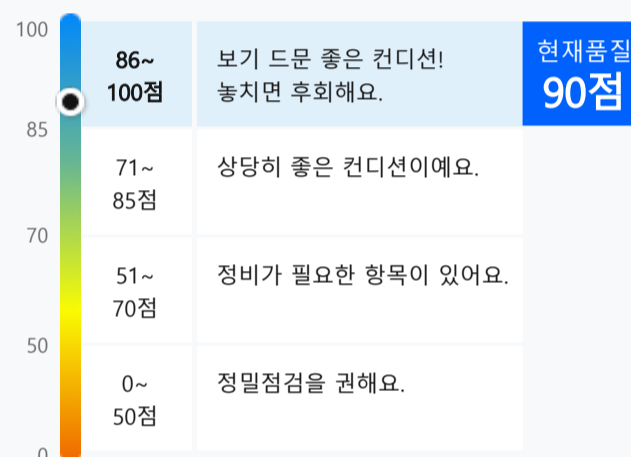 100
86~
100점
보기 드문 좋은 컨디션!
놓치면 후회해요.
현재품질
90점
85
71~
85점
상당히 좋은 컨디션이예요.
70
51~
70점
정비가 필요한 항목이 있어요.
50
0~
50점
정밀점검을 권해요.
0